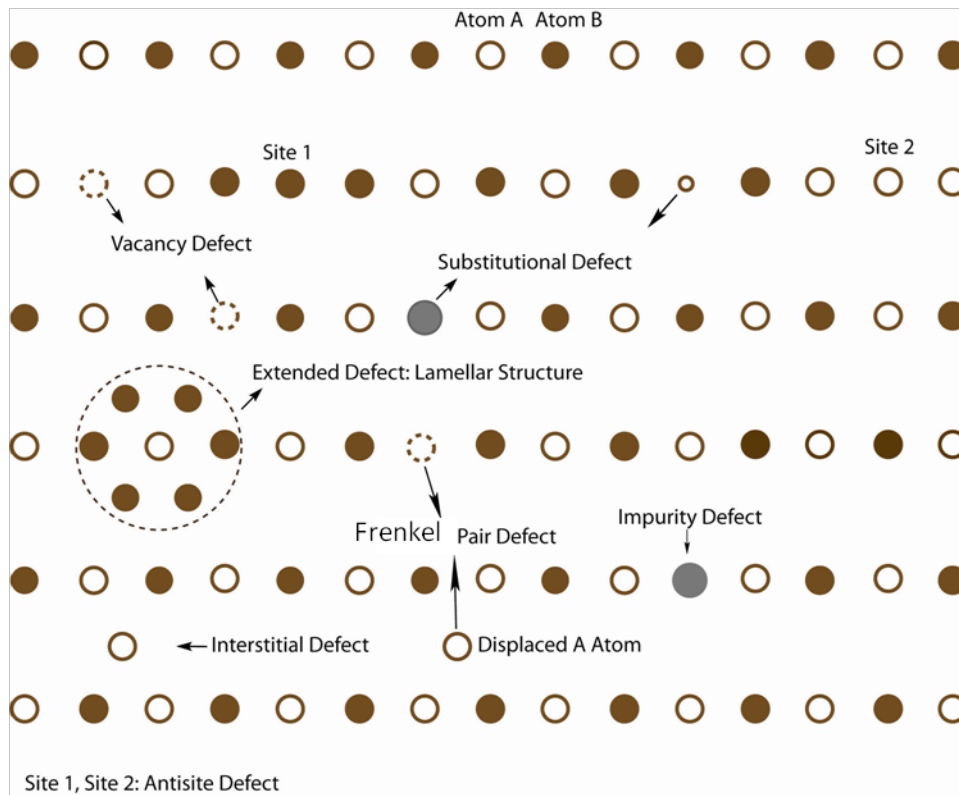 Atom A Atom B
Site 1
Site 2
Vacancy Defect
Substitutional Defect
Extended Defect: Lamellar Structure
Frenkel Pair Defect
Impurity Defect
Interstitial Defect
Displaced A Atom
Site 1, Site 2: Antisite Defect